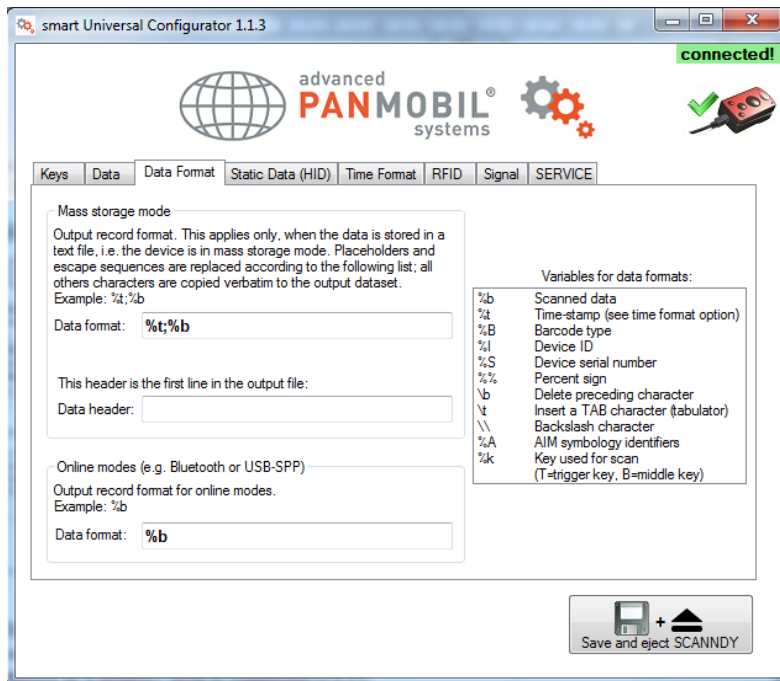 smart Universal Configurator 1.1.3
connected!
advanced
PANMOBIL®
systems
Keys Data Data Format Static Data (HID) Time Format RFID Signal SERVICE
Mass storage mode
Output record format. This applies only, when the data is stored in a
text file, i.e. the device is in mass storage mode. Placeholders and
escape sequences are replaced according to the following list; all
others characters are copied verbatim to the output dataset.
Example: %t;%b
Data format: %t;%b
This header is the first line in the output file:
Data header:
Online modes (e.g. Bluetooth or USB-SPP)
Output record format for online modes.
Example: %b
Data format: %b
Variables for data formats:
%b Scanned data
%t Time-stamp (see time format option)
%B Barcode type
%I Device ID
%S Device serial number
%% Percent sign
\b Delete preceding character
\t Insert a TAB character (tabulator)
\\ Backslash character
%A AIM symbology identifiers
%k Key used for scan
(T=trigger key, B=middle key)
+
Save and eject SCANNDY